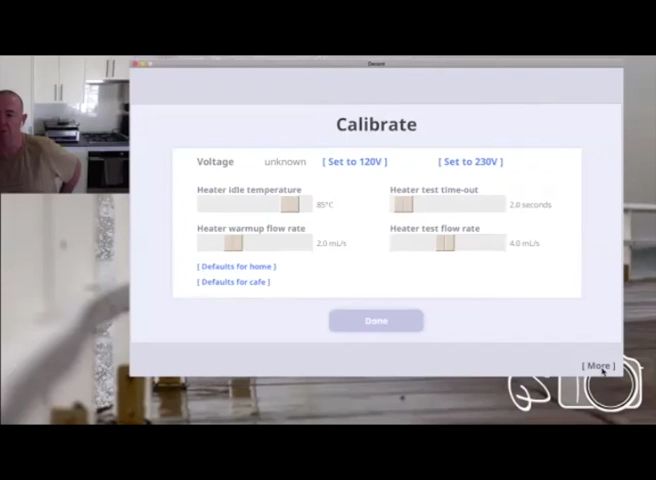 Decent
Calibrate
Voltage unknown [ Set to 120V ] [ Set to 230V ]
Heater idle temperature Heater test time-out
85°C 2.0 seconds
Heater warmup flow rate Heater test flow rate
2.0 mL/s 4.0 mL/s
[ Defaults for home ]
[ Defaults for cafe ]
Done
[ More ]